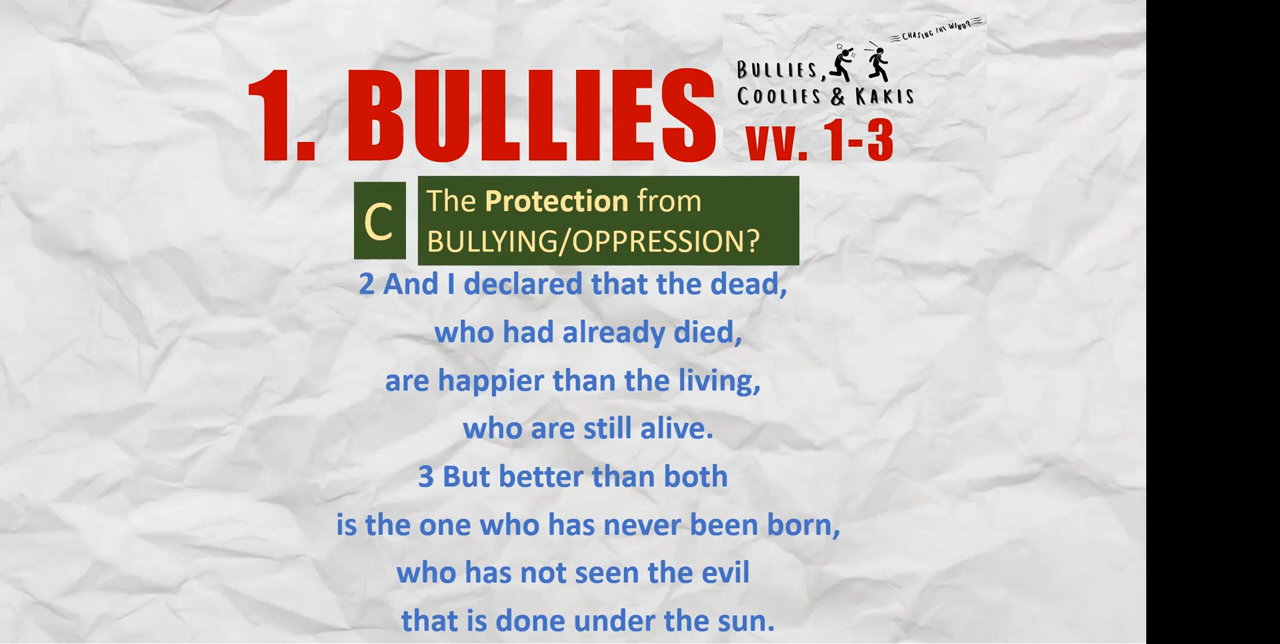 CHASING THE WIND?
BULLIES,
COOLIES & KAKIS
1. BULLIES vv. 1-3
C
The Protection from
BULLYING/OPPRESSION?
2 And I declared that the dead,
who had already died,
are happier than the living,
who are still alive.
3 But better than both
is the one who has never been born,
who has not seen the evil
that is done under the sun.